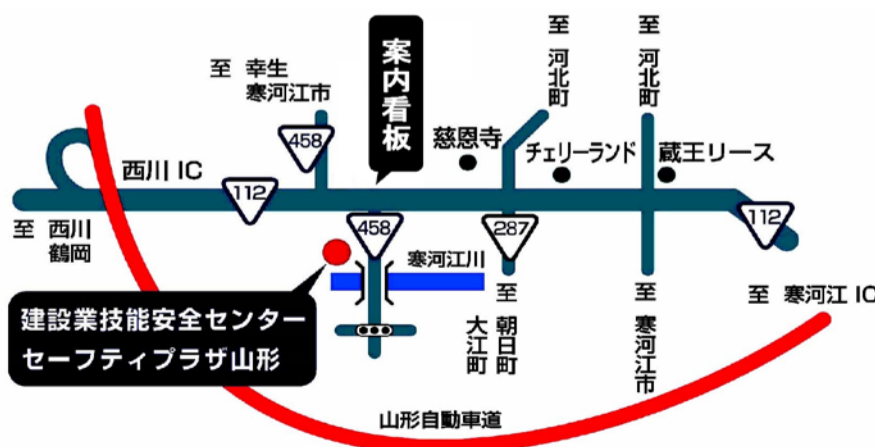 至 幸生
寒河江市
案内看板
至 河北町
至 河北町
458
慈恩寺
チェリーランド
蔵王リース
西川 IC
112
至 西川
鶴岡
458
287
112
寒河江川
建設業技能安全センター
セーフティプラザ山形
至 朝日町
大江町
至 寒河江市
至 寒河江 IC
山形自動車道